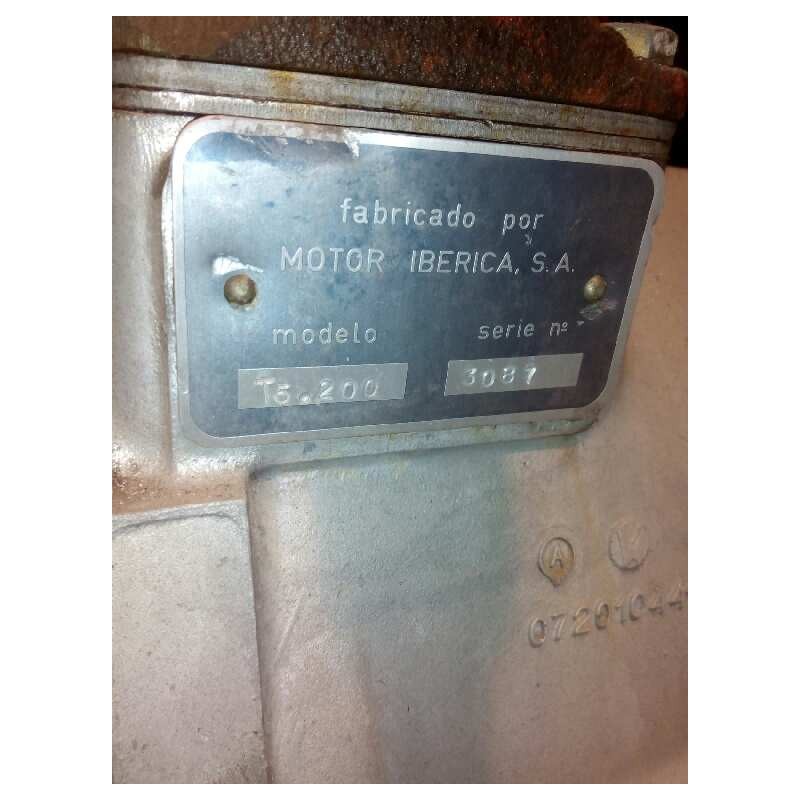 fabricado por
MOTOR IBERICA, S.A.
modelo serie nº
T5.200 3087
A